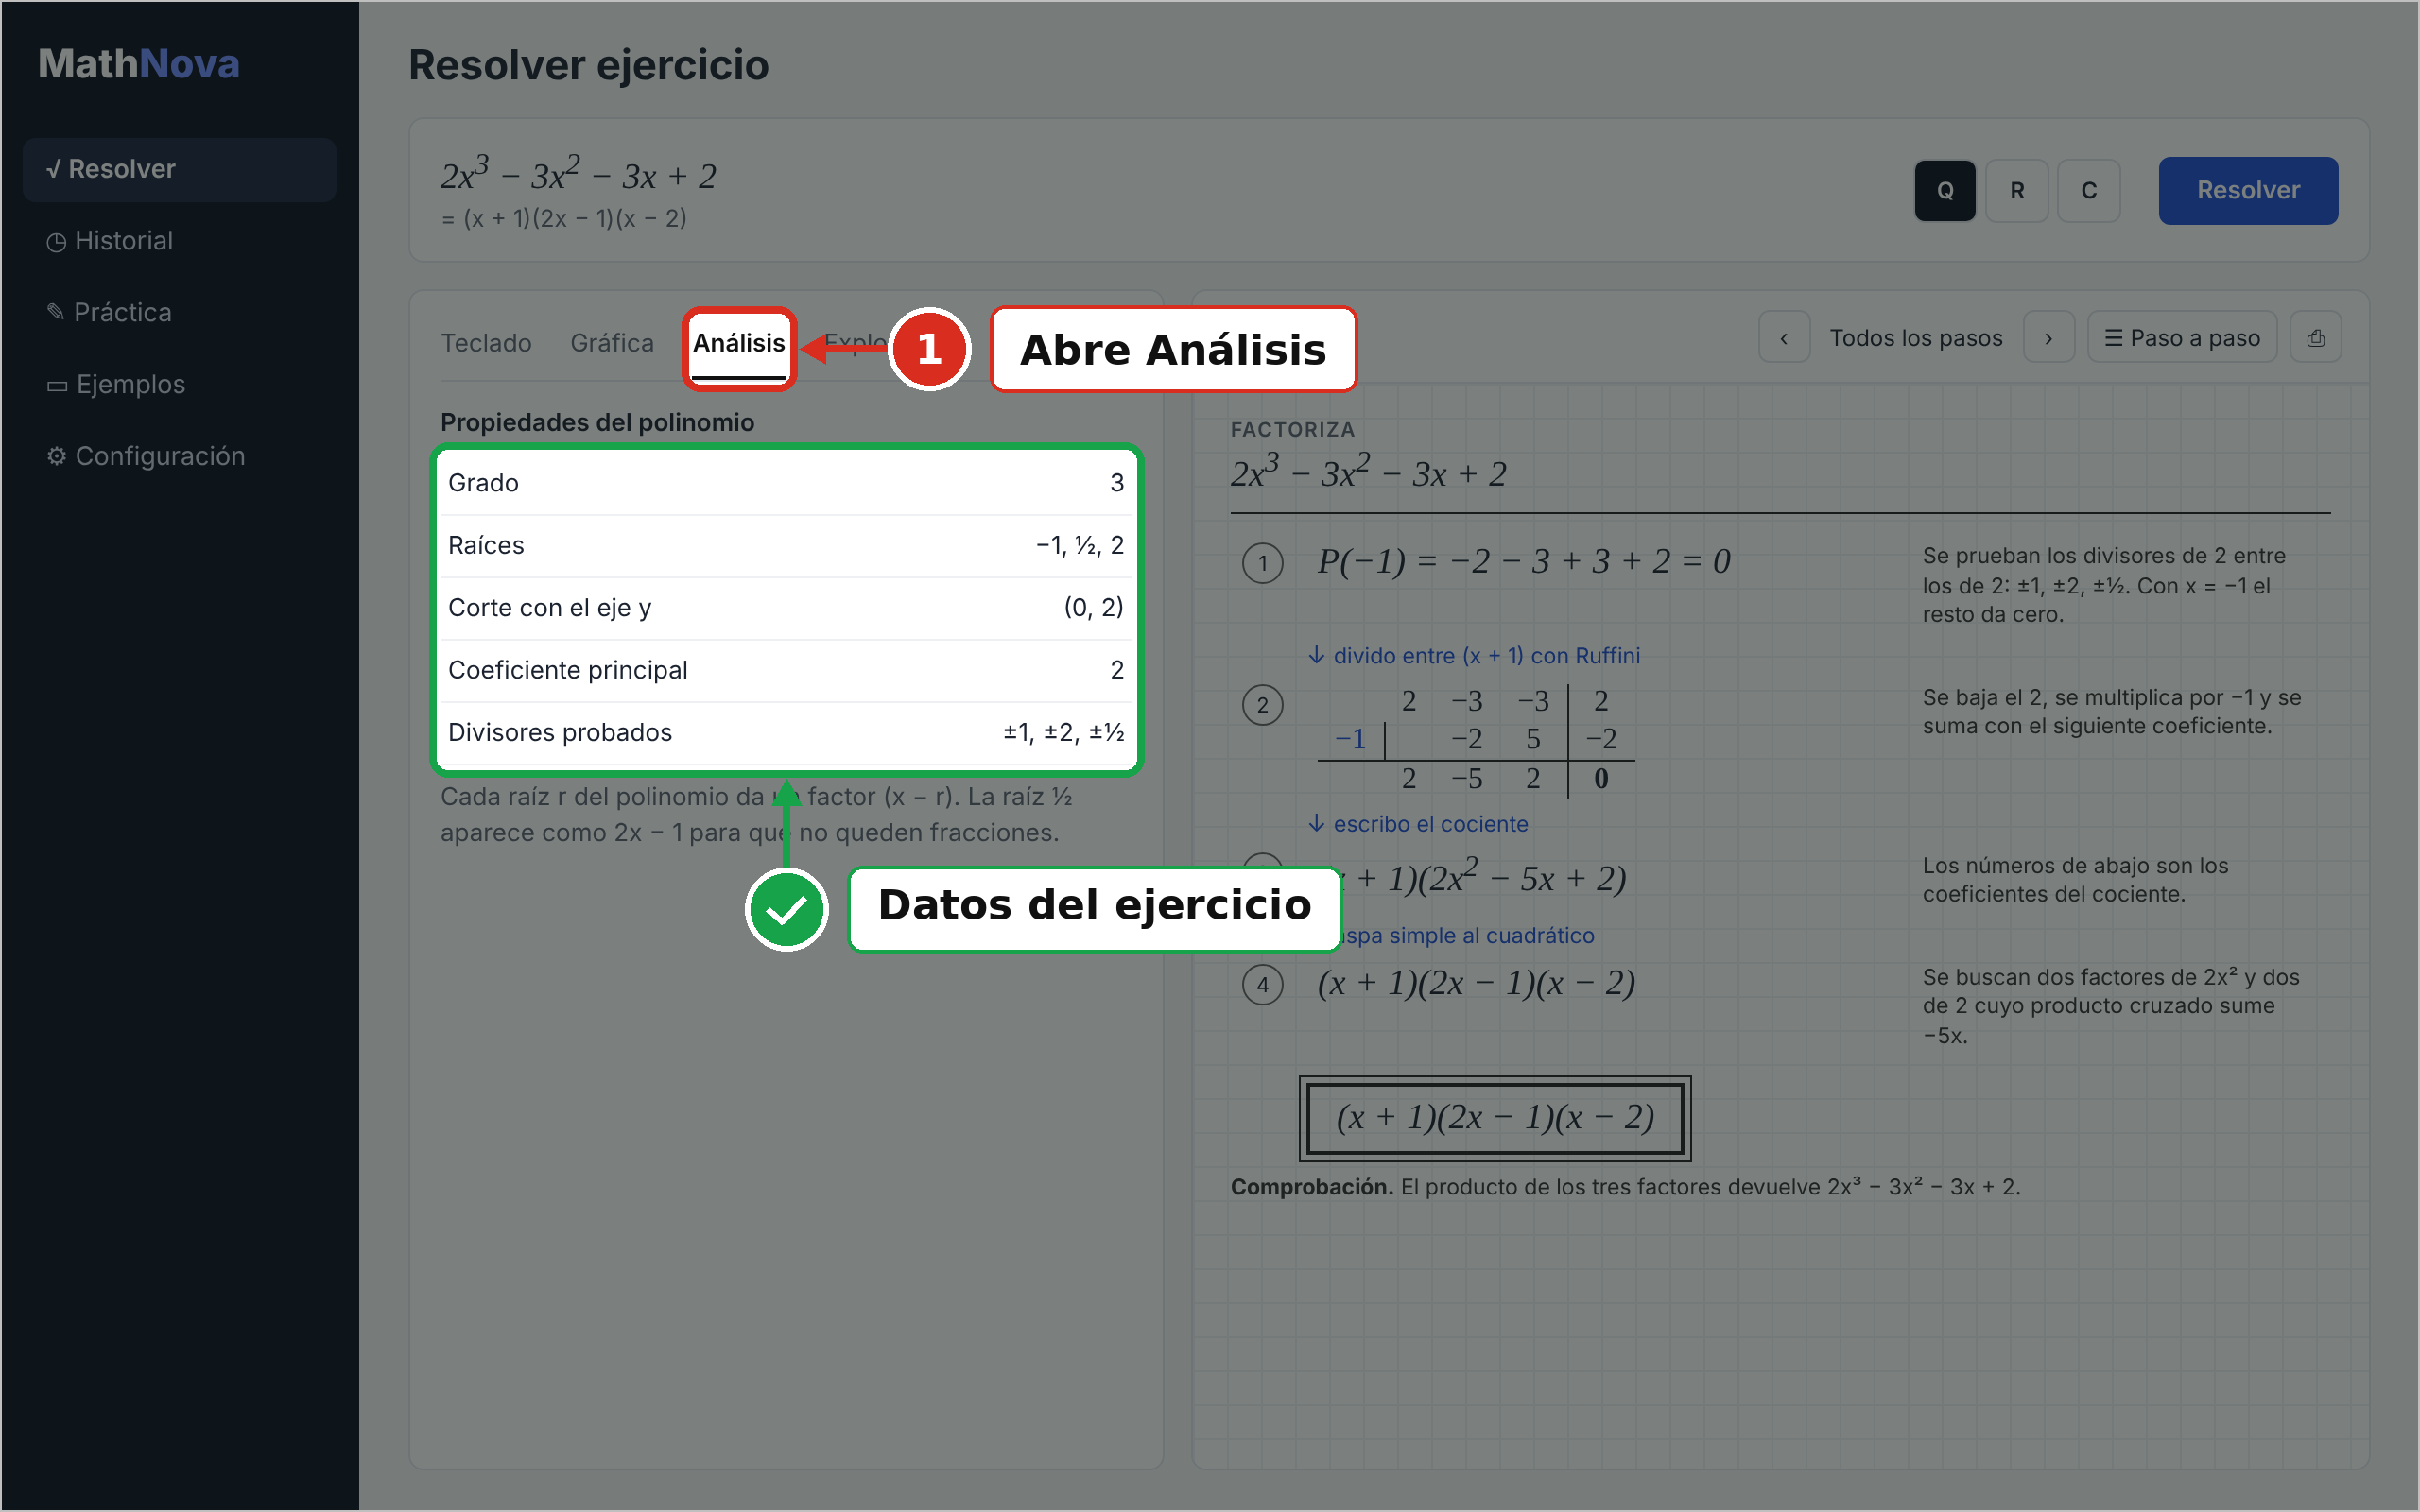 MathNova
√ Resolver
◷ Historial
✎ Práctica
▭ Ejemplos
⚙ Configuración
Resolver ejercicio
2x³ − 3x² − 3x + 2
= (x + 1)(2x − 1)(x − 2)
Q R C Resolver
Teclado Gráfica Análisis
1 Abre Análisis
Propiedades del polinomio
Grado 3
Raíces −1, ½, 2
Corte con el eje y (0, 2)
Coeficiente principal 2
Divisores probados ±1, ±2, ±½
Cada raíz r del polinomio da un factor (x − r). La raíz ½
aparece como 2x − 1 para que no queden fracciones.
Datos del ejercicio
‹ Todos los pasos › ☰ Paso a paso ⎙
FACTORIZA
2x³ − 3x² − 3x + 2
1 P(−1) = −2 − 3 + 3 + 2 = 0
Se prueban los divisores de 2 entre
los de 2: ±1, ±2, ±½. Con x = −1 el
resto da cero.
↓ divido entre (x + 1) con Ruffini
2
2 −3 −3 2
−1 −2 5 −2
2 −5 2 0
Se baja el 2, se multiplica por −1 y se
suma con el siguiente coeficiente.
↓ escribo el cociente
+ 1)(2x² − 5x + 2)
Los números de abajo son los
coeficientes del cociente.
simple al cuadrático
4 (x + 1)(2x − 1)(x − 2)
Se buscan dos factores de 2x² y dos
de 2 cuyo producto cruzado sume
−5x.
(x + 1)(2x − 1)(x − 2)
Comprobación. El producto de los tres factores devuelve 2x³ − 3x² − 3x + 2.